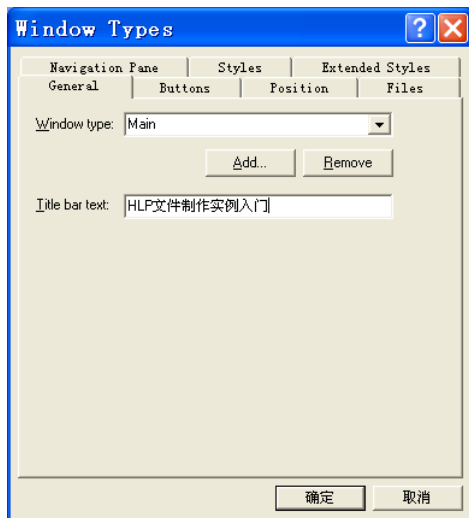 Window Types
Navigation Pane Styles Extended Styles
General Buttons Position Files
Window type: Main
Add... Remove
Title bar text: HLP文件制作实例入门
确定 取消